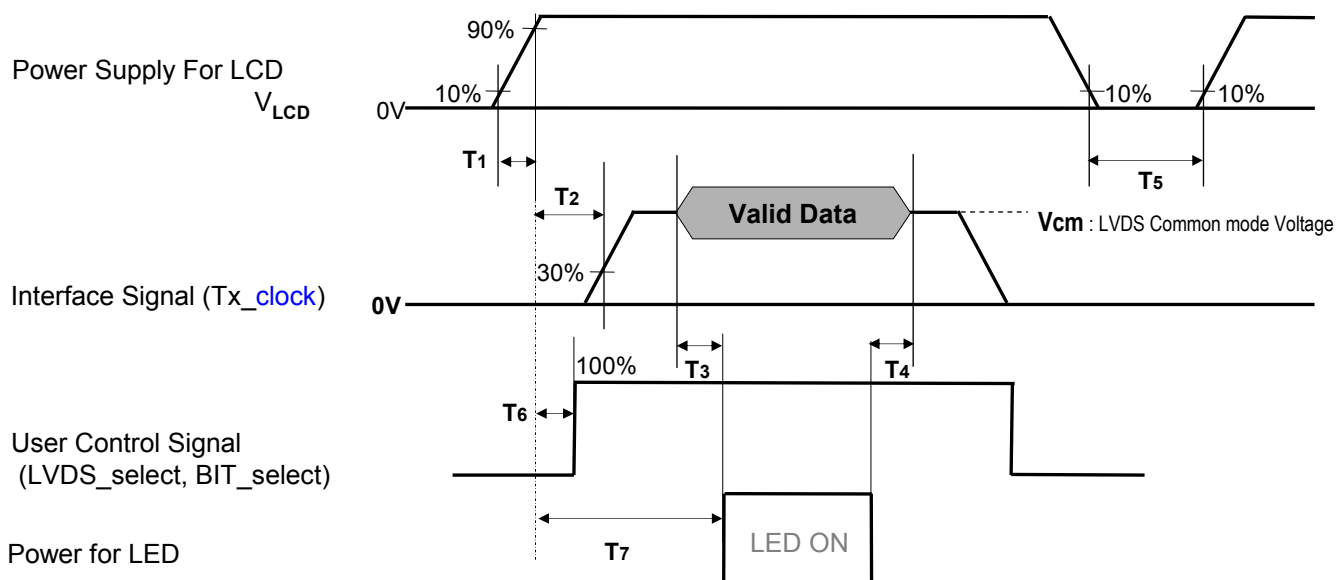 90%
Power Supply For LCD
VLCD
10%
0V
10%
10%
T1
T2
T5
Valid Data
Vcm : LVDS Common mode Voltage
30%
Interface Signal (Tx_clock)
0V
100%
T3
T4
T6
User Control Signal
(LVDS_select, BIT_select)
LED ON
T7
Power for LED